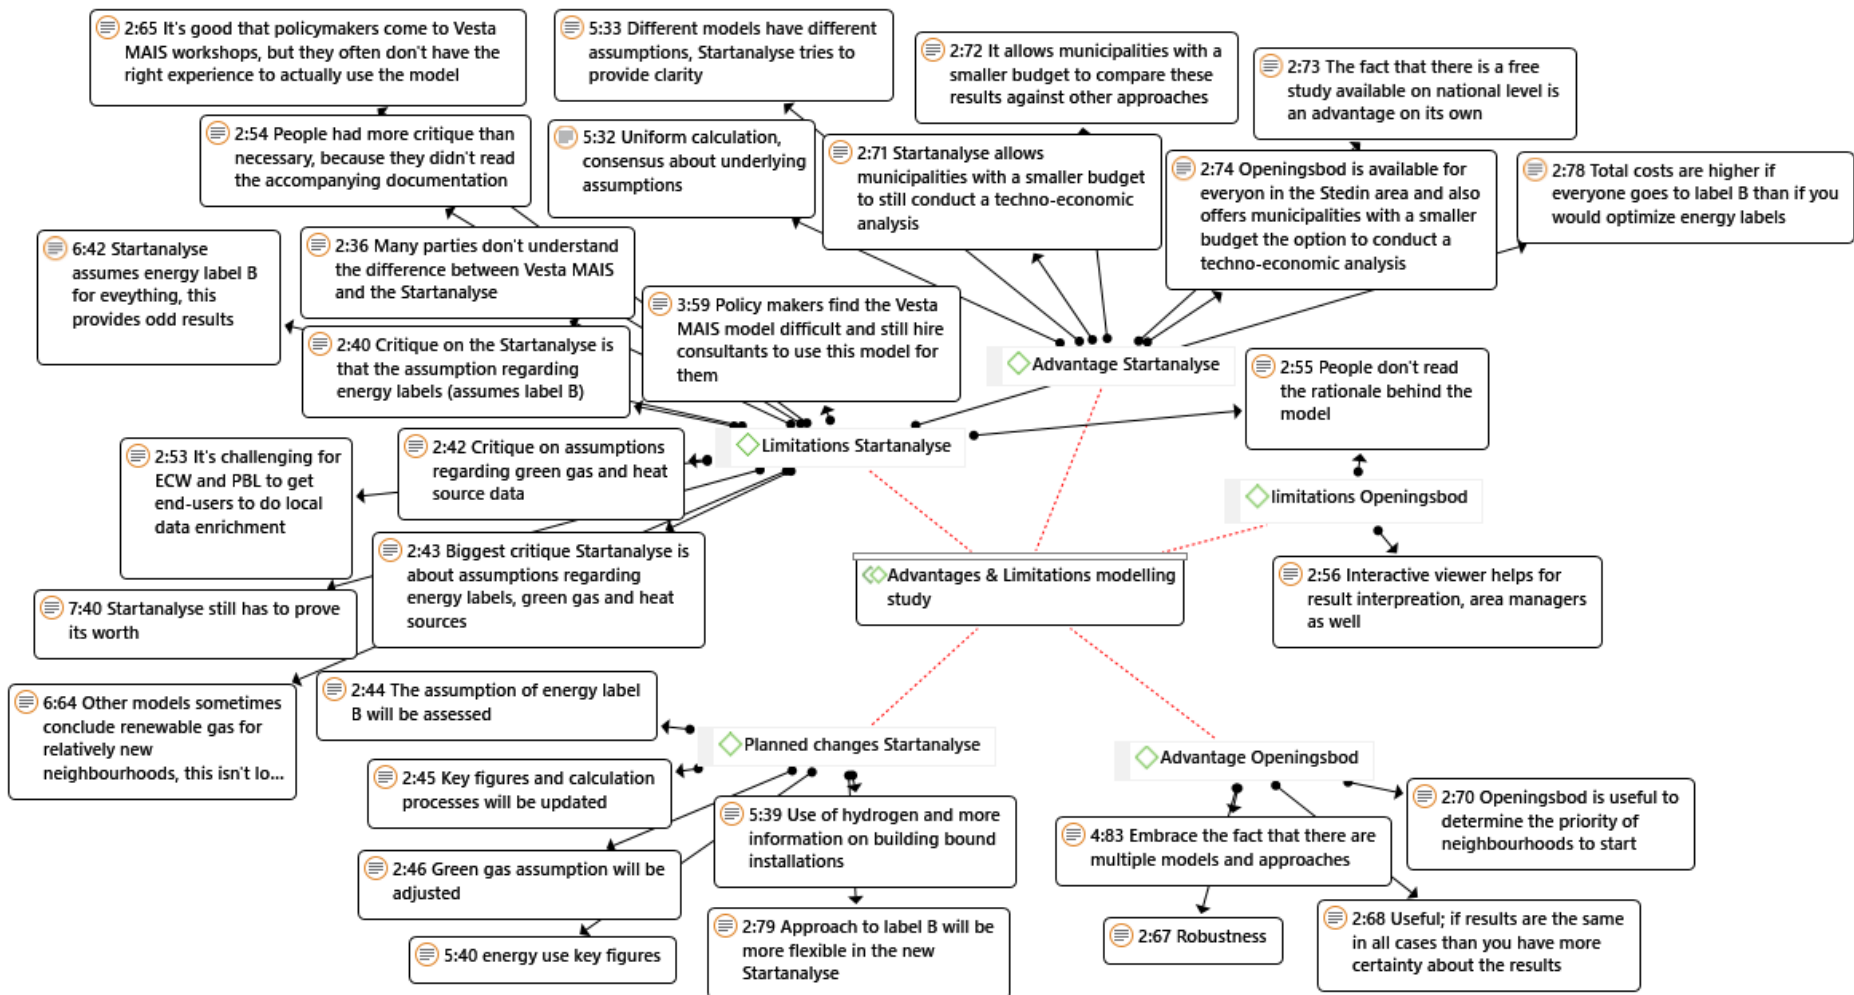 2:65 It's good that policymakers come to Vesta
MAIS workshops, but they often don't have the
right experience to actually use the model
5:33 Different models have different
assumptions, Startanalyse tries to
provide clarity
2:72 It allows municipalities with a
smaller budget to compare these
results against other approaches
2:73 The fact that there is a free
study available on national level is
an advantage on its own
2:54 People had more critique than
necessary, because they didn't read
the accompanying documentation
5:32 Uniform calculation,
consensus about underlying
assumptions
2:71 Startanalyse allows
municipalities with a smaller budget
to still conduct a techno-economic
analysis
2:74 Openingsbod is available for
everyon in the Stedin area and also
offers municipalities with a smaller
budget the option to conduct a
techno-economic analysis
2:78 Total costs are higher if
everyone goes to label B than if you
would optimize energy labels
6:42 Startanalyse
assumes energy label B
for eveything, this
provides odd results
2:36 Many parties don't understand
the difference between Vesta MAIS
and the Startanalyse
3:59 Policy makers find the Vesta
MAIS model difficult and still hire
consultants to use this model for
them
2:40 Critique on the Startanalyse is
that the assumption regarding
energy labels (assumes label B)
Advantage Startanalyse
2:55 People don't read
the rationale behind the
model
Limitations Startanalyse
2:42 Critique on assumptions
regarding green gas and heat
source data
2:53 It's challenging for
ECW and PBL to get
end-users to do local
data enrichment
limitations Openingsbod
2:43 Biggest critique Startanalyse is
about assumptions regarding
energy labels, green gas and heat
sources
Advantages & Limitations modelling
study
2:56 Interactive viewer helps for
result interpreation, area managers
as well
7:40 Startanalyse still has to prove
its worth
6:64 Other models sometimes
conclude renewable gas for
relatively new
neighbourhoods, this isn't lo...
2:44 The assumption of energy label
B will be assessed
Planned changes Startanalyse
Advantage Openingsbod
2:45 Key figures and calculation
processes will be updated
5:39 Use of hydrogen and more
information on building bound
installations
2:70 Openingsbod is useful to
determine the priority of
neighbourhoods to start
4:83 Embrace the fact that there are
multiple models and approaches
2:46 Green gas assumption will be
adjusted
2:79 Approach to label B will be
more flexible in the new
Startanalyse
2:67 Robustness
2:68 Useful; if results are the same
in all cases than you have more
certainty about the results
5:40 energy use key figures